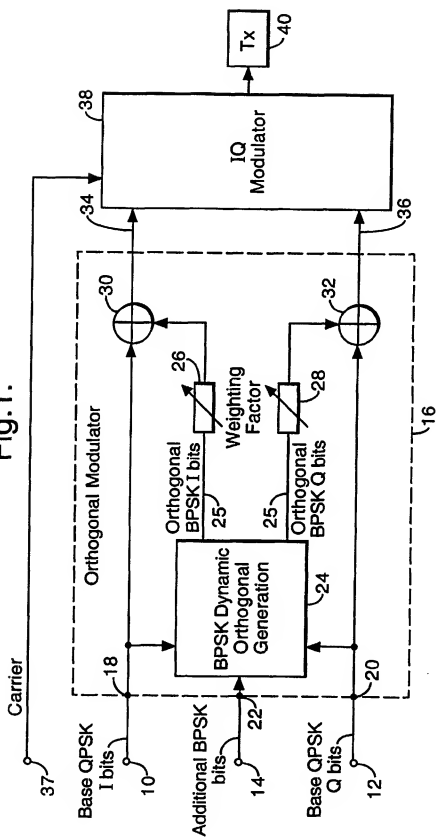 Fig.1.
Carrier
37
Base QPSK
I bits
10
18
Additional BPSK
bits
14
22
Base QPSK
Q bits
12
20
Orthogonal Modulator
BPSK Dynamic
Orthogonal
Generation
24
Orthogonal
BPSK I bits
25
25
Orthogonal
BPSK Q bits
26
Weighting
Factor
28
30
32
16
34
36
38
IQ
Modulator
Tx
40